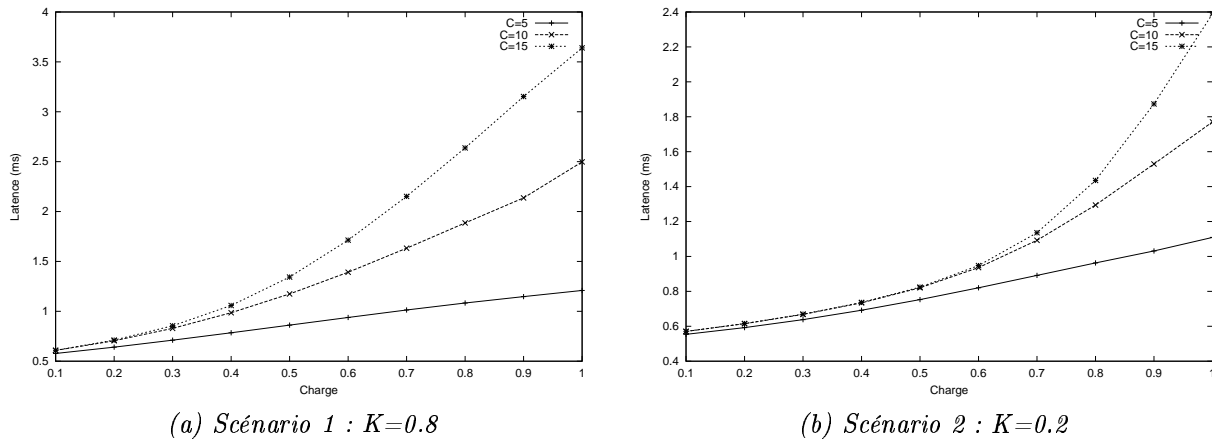 4
3.5
3
2.5
2
1.5
1
0.5
0.1 0.2 0.3 0.4 0.5 0.6 0.7 0.8 0.9 1
Latence (ms)
Charge
C=5
C=10
C=15
(a) Scénario 1 : K=0.8
2.4
2.2
2
1.8
1.6
1.4
1.2
1
0.8
0.6
0.4
0.1 0.2 0.3 0.4 0.5 0.6 0.7 0.8 0.9 1
Latence (ms)
Charge
C=5
C=10
C=15
(b) Scénario 2 : K=0.2